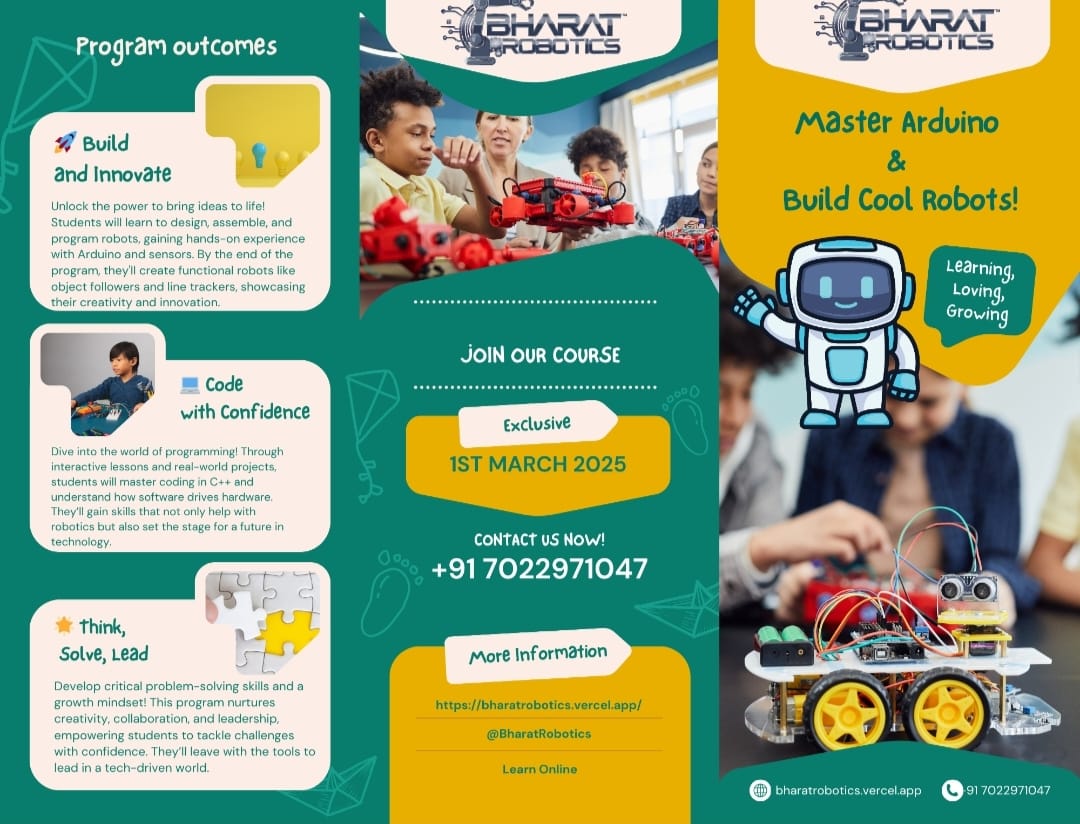 Program outcomes
🚀 Build
and Innovate
Unlock the power to bring ideas to life!
Students will learn to design, assemble, and
program robots, gaining hands-on experience
with Arduino and sensors. By the end of the
program, they'll create functional robots like
object followers and line trackers, showcasing
their creativity and innovation.
💻 Code
with Confidence
Dive into the world of programming! Through
interactive lessons and real-world projects,
students will master coding in C++ and
understand how software drives hardware.
They'll gain skills that not only help with
robotics but also set the stage for a future in
technology.
⭐ Think,
Solve, Lead
Develop critical problem-solving skills and a
growth mindset! This program nurtures
creativity, collaboration, and leadership,
empowering students to tackle challenges
with confidence. They'll leave with the tools to
lead in a tech-driven world.
BHARAT™
ROBOTICS
JOIN OUR COURSE
Exclusive
1ST MARCH 2025
CONTACT US NOW!
+91 7022971047
More Information
https://bharatrobotics.vercel.app/
@BharatRobotics
Learn Online
BHARAT™
ROBOTICS
Master Arduino
&
Build Cool Robots!
Learning,
Loving,
Growing
bharatrobotics.vercel.app
91 7022971047